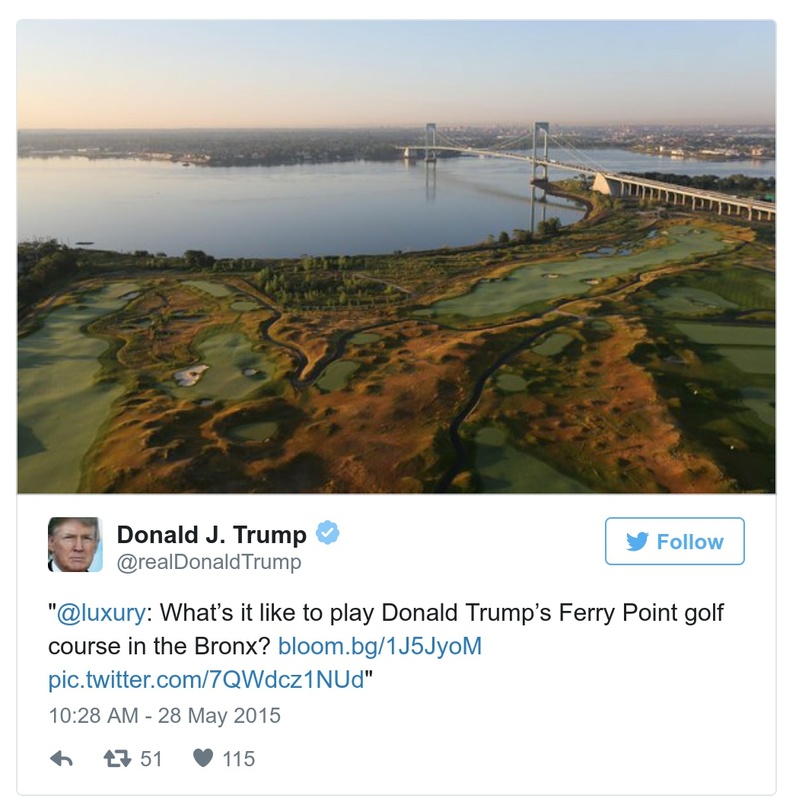 Donald J. Trump
@realDonaldTrump
Follow
"@luxury: What’s it like to play Donald Trump’s Ferry Point golf
course in the Bronx? bloom.bg/1J5JyoM
pic.twitter.com/7QWdcz1NUd"
10:28 AM - 28 May 2015
51 115